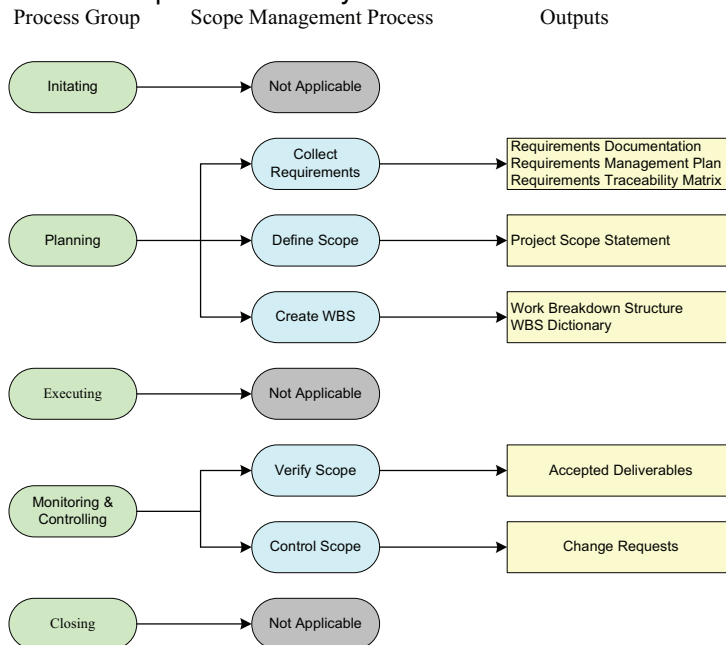 Process Group Scope Management Process Outputs
Initating Not Applicable
Collect
Requirements
Requirements Documentation
Requirements Management Plan
Requirements Traceability Matrix
Planning Define Scope Project Scope Statement
Create WBS
Work Breakdown Structure
WBS Dictionary
Executing Not Applicable
Verify Scope Accepted Deliverables
Monitoring &
Controlling
Control Scope Change Requests
Closing Not Applicable